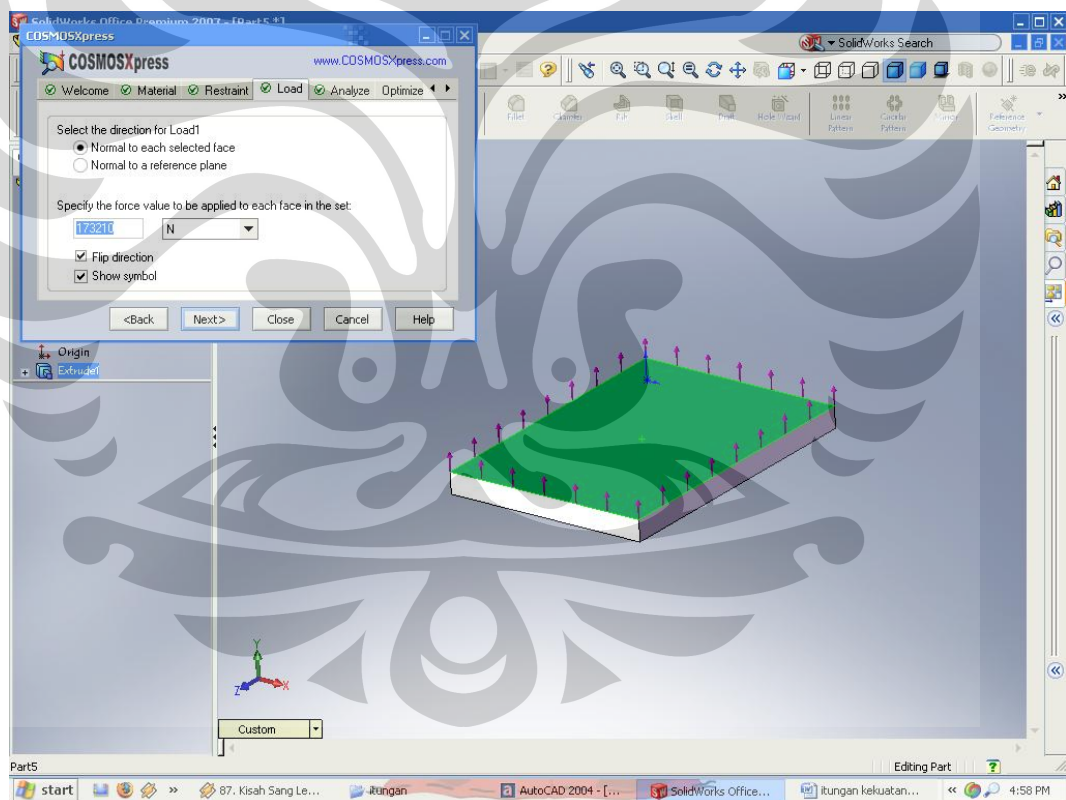 SolidWorks Office Premium 2007 - [Part5 *]
COSMOSXpress
SolidWorks Search
COSMOSXpress
www.COSMOSXpress.com
Welcome Material Restraint Load Analyze Optimize
Fillet Chamfer Rib Shell Draft Hole Wizard Linear Pattern Circular Pattern Mirror Reference Geometry
Select the direction for Load1
Normal to each selected face
Normal to a reference plane
Specify the force value to be applied to each face in the set:
173210 N
Flip direction
Show symbol
<Back Next> Close Cancel Help
Origin
Extrude1
Y
Z X
Custom
Part5 Editing Part
start 87. Kisah Sang Le... itungan AutoCAD 2004 - [... SolidWorks Office... itungan kekuatan... 4:58 PM